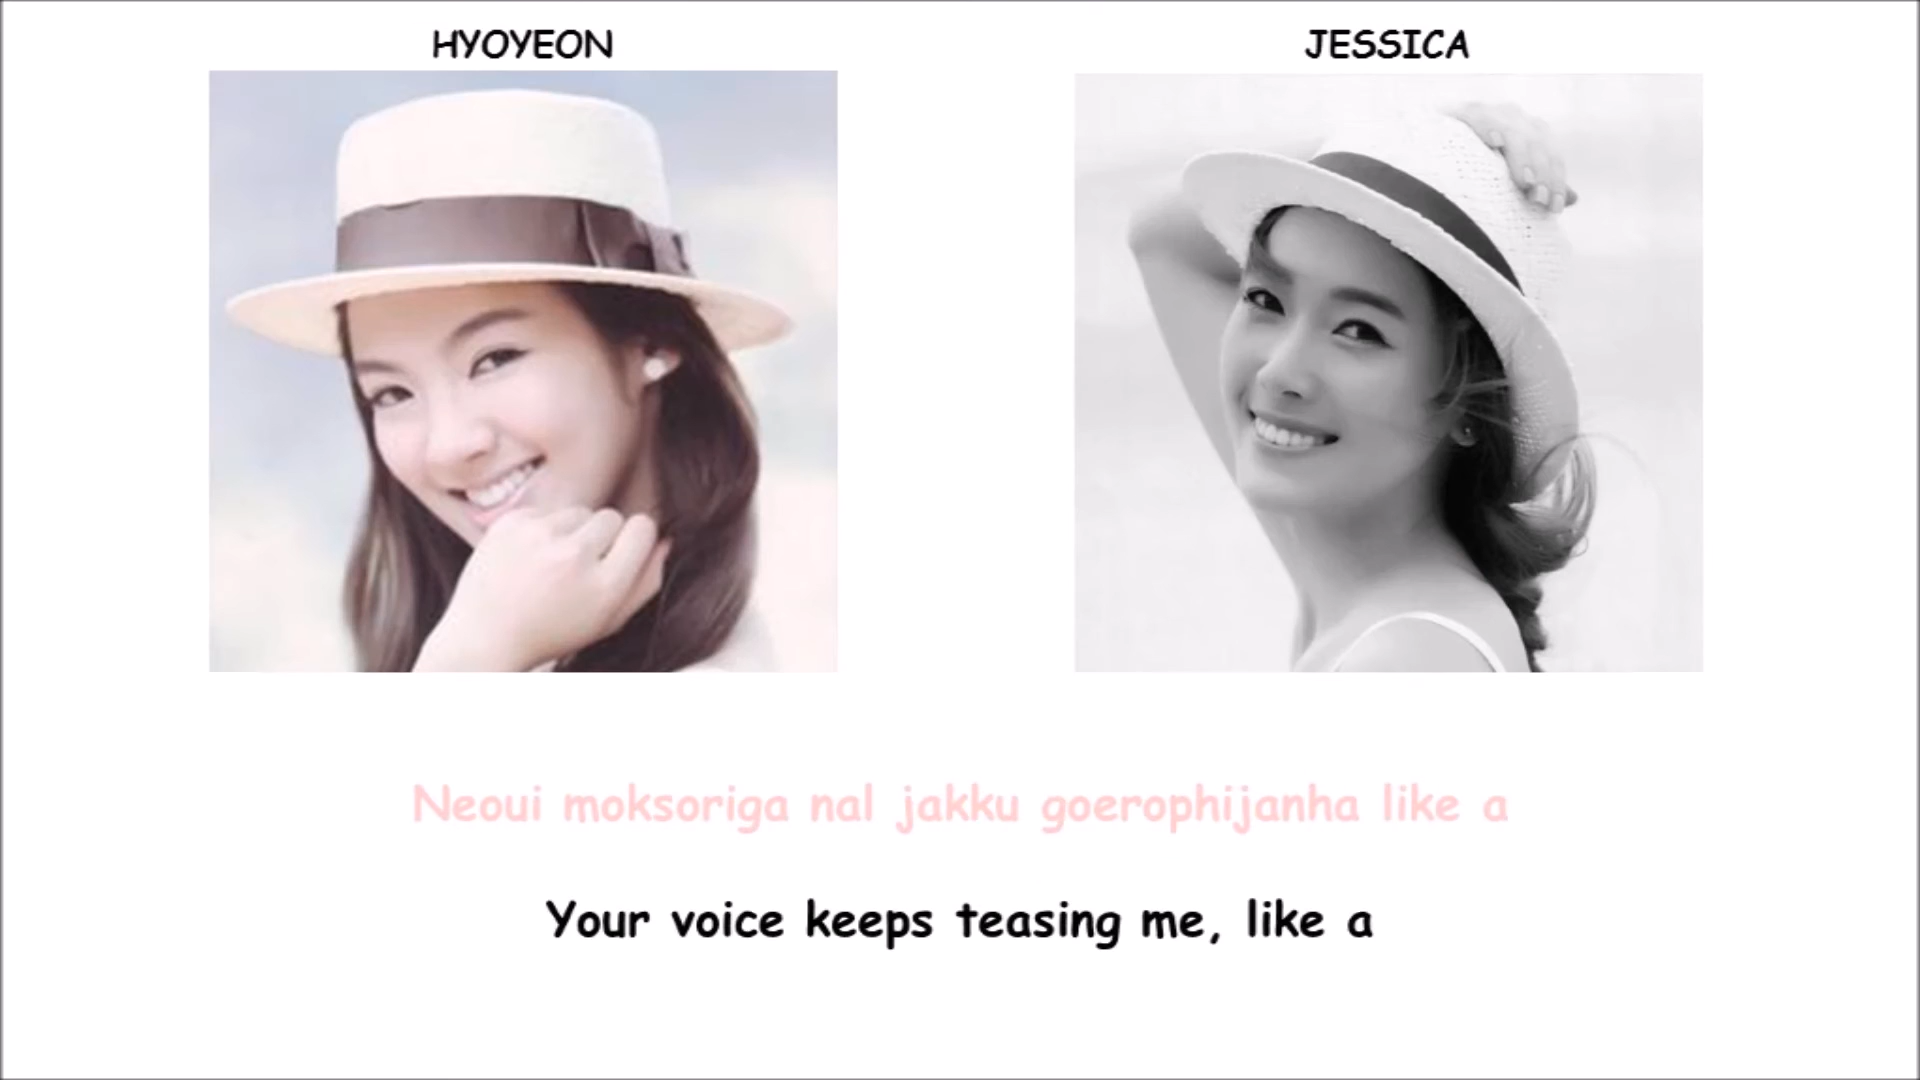 HYOYEON
JESSICA
Neoui moksoriga nal jakku goerophijanha like a
Your voice keeps teasing me, like a